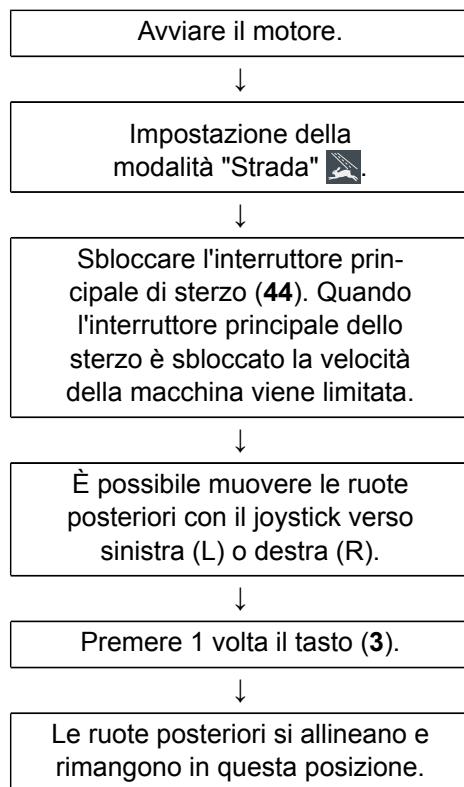 Avviare il motore.
↓
Impostazione della
modalità "Strada" .
↓
Sbloccare l'interruttore prin-
cipale di sterzo (44). Quando
l'interruttore principale dello
sterzo è sbloccato la velocità
della macchina viene limitata.
↓
È possibile muovere le ruote
posteriori con il joystick verso
sinistra (L) o destra (R).
↓
Premere 1 volta il tasto (3).
↓
Le ruote posteriori si allineano e
rimangono in questa posizione.